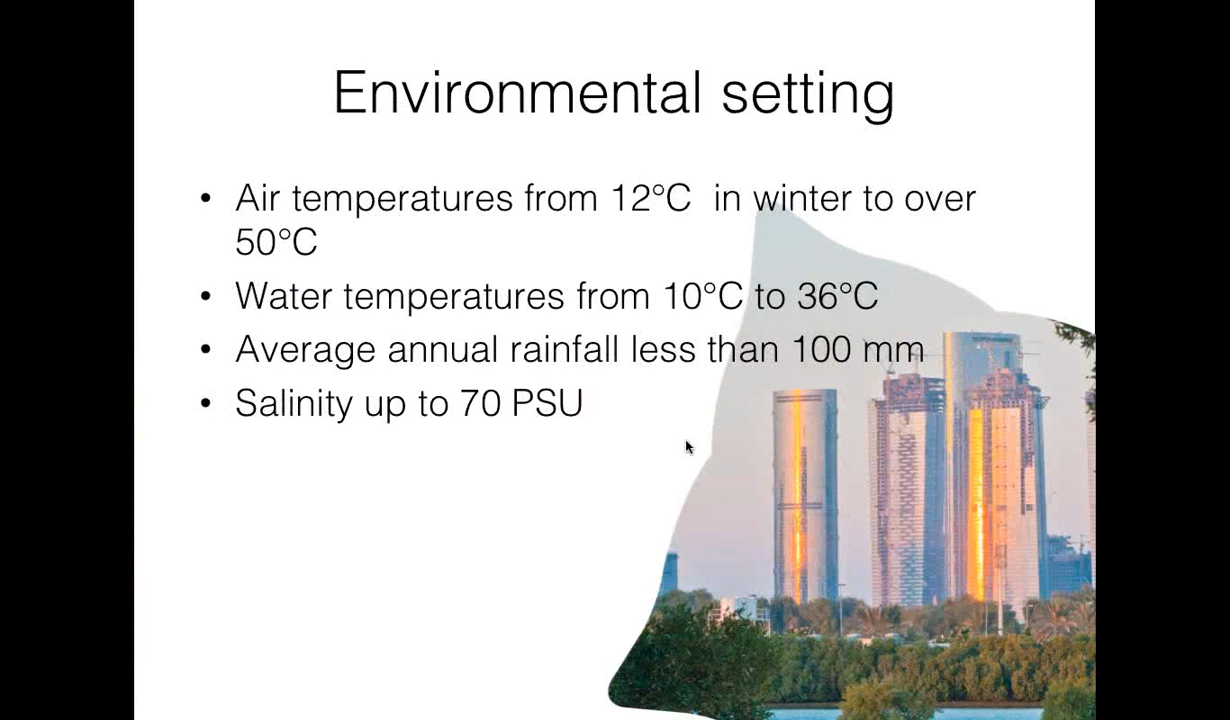 Environmental setting
• Air temperatures from 12°C  in winter to over
50°C
• Water temperatures from 10°C to 36°C
• Average annual rainfall less than 100 mm
• Salinity up to 70 PSU